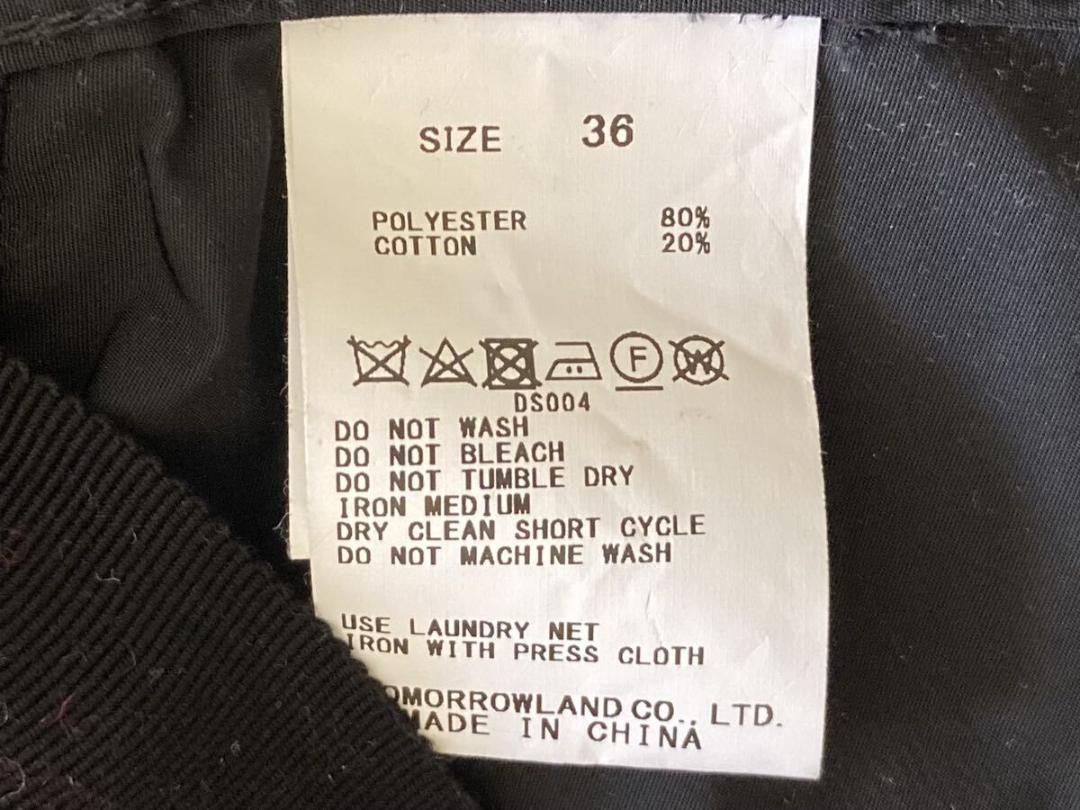 SIZE 36
POLYESTER 80%
COTTON 20%
F W
DS004
DO NOT WASH
DO NOT BLEACH
DO NOT TUMBLE DRY
IRON MEDIUM
DRY CLEAN SHORT CYCLE
DO NOT MACHINE WASH
USE LAUNDRY NET
IRON WITH PRESS CLOTH
OMORROWLAND CO., LTD.
MADE IN CHINA